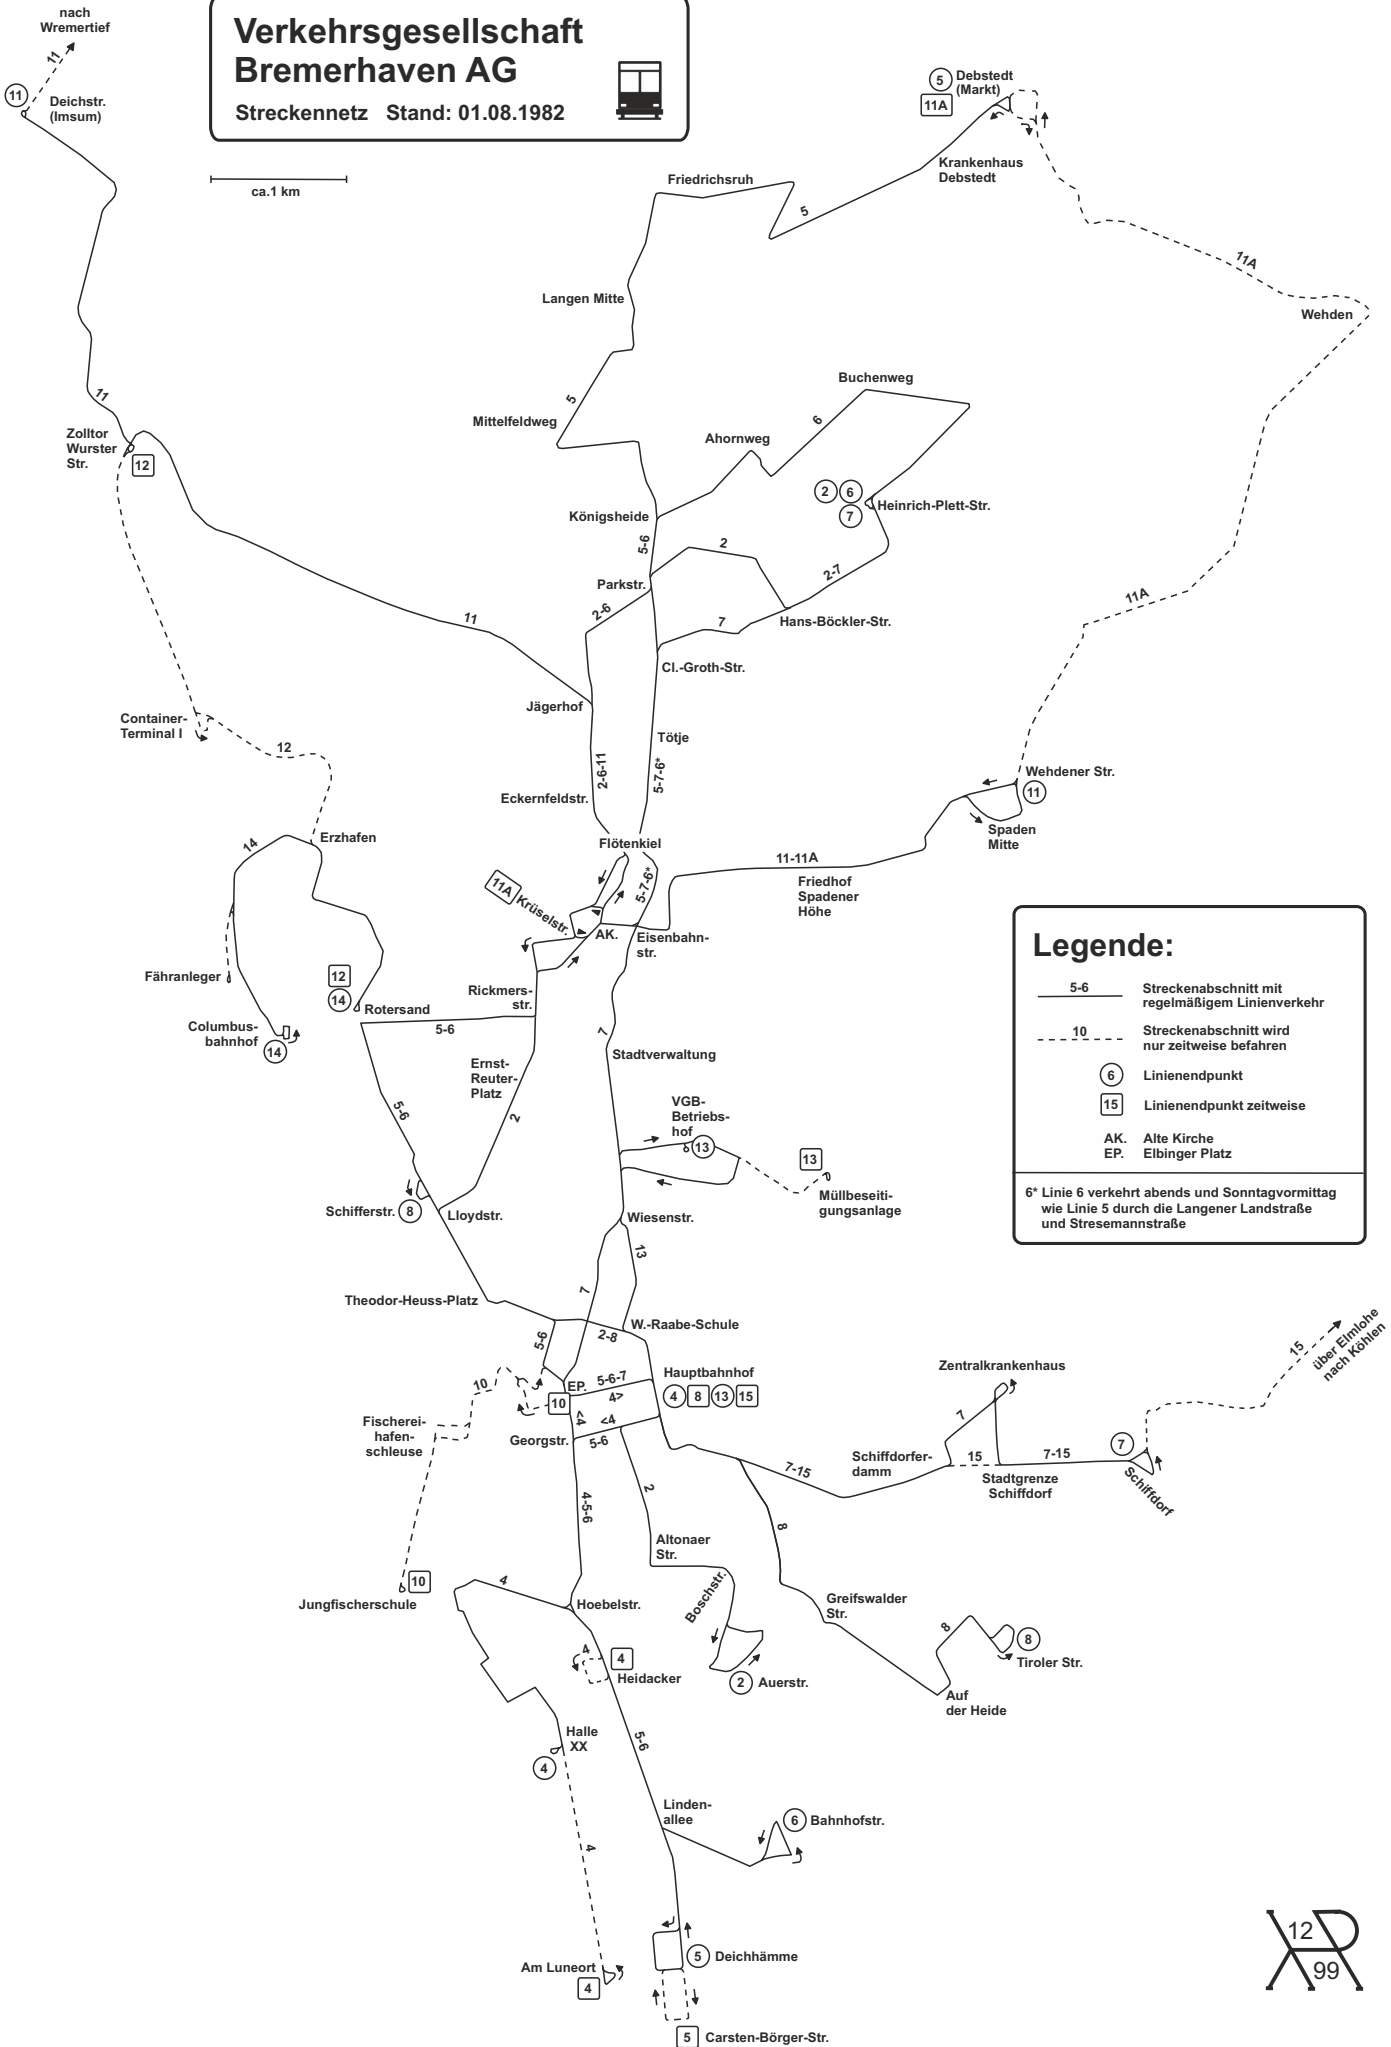 nach
Wremertief
11
11
Deichstr.
(Imsum)
Verkehrsgesellschaft
Bremerhaven AG
Streckennetz Stand: 01.08.1982
ca.1 km
5
Debstedt
(Markt)
11A
Krankenhaus
Debstedt
Friedrichsruh
5
11A
Wehden
Langen Mitte
5
Mittelfeldweg
Buchenweg
6
Ahornweg
11
Zolltor
Wurster
Str.
12
2
6
7
Heinrich-Plett-Str.
Königsheide
5-6
2
2-7
Parkstr.
2-6
7
Hans-Böckler-Str.
11A
11
Cl.-Groth-Str.
Jägerhof
Container-
Terminal I
12
Tötje
2-6-11
5-7-6*
Eckernfeldstr.
Wehdener Str.
11
Spaden
Mitte
Erzhafen
14
Flötenkiel
11-11A
Friedhof
Spadener
Höhe
5-7-6*
11A
Krüselstr.
AK.
Eisenbahn-
str.
Fähranleger
12
14
Rotersand
Rickmers-
str.
Columbus-
bahnhof
14
5-6
7
Stadtverwaltung
Ernst-
Reuter-
Platz
5-6
2
VGB-
Betriebs-
hof
13
13
Müllbeseiti-
gungsanlage
Schifferstr.
8
Lloydstr.
Wiesenstr.
13
7
Theodor-Heuss-Platz
W.-Raabe-Schule
5-6
2-8
Legende:
5-6
Streckenabschnitt mit
regelmäßigem Linienverkehr
10
Streckenabschnitt wird
nur zeitweise befahren
6
Linienendpunkt
15
Linienendpunkt zeitweise
AK. Alte Kirche
EP. Elbinger Platz
6* Linie 6 verkehrt abends und Sonntagvormittag
wie Linie 5 durch die Langener Landstraße
und Stresemannstraße
Hauptbahnhof
4
8
13
15
EP.
5-6-7
4>
<4
<4
10
10
Fischerei-
hafen-
schleuse
Georgstr.
5-6
Zentralkrankenhaus
7
15
über Elmlohe
nach Köhlen
Schiffdorfer-
damm
15
7-15
7
Schiffdorf
Stadtgrenze
Schiffdorf
7-15
4-5-6
2
8
Altonaer
Str.
Boschstr.
10
Jungfischerschule
4
Hoebelstr.
4
4
Heidacker
2
Auerstr.
Greifswalder
Str.
8
8
Tiroler Str.
Auf
der Heide
Halle
XX
4
5-6
Linden-
allee
6
Bahnhofstr.
4
Am Luneort
4
5
Deichhämme
5
Carsten-Börger-Str.
12
99